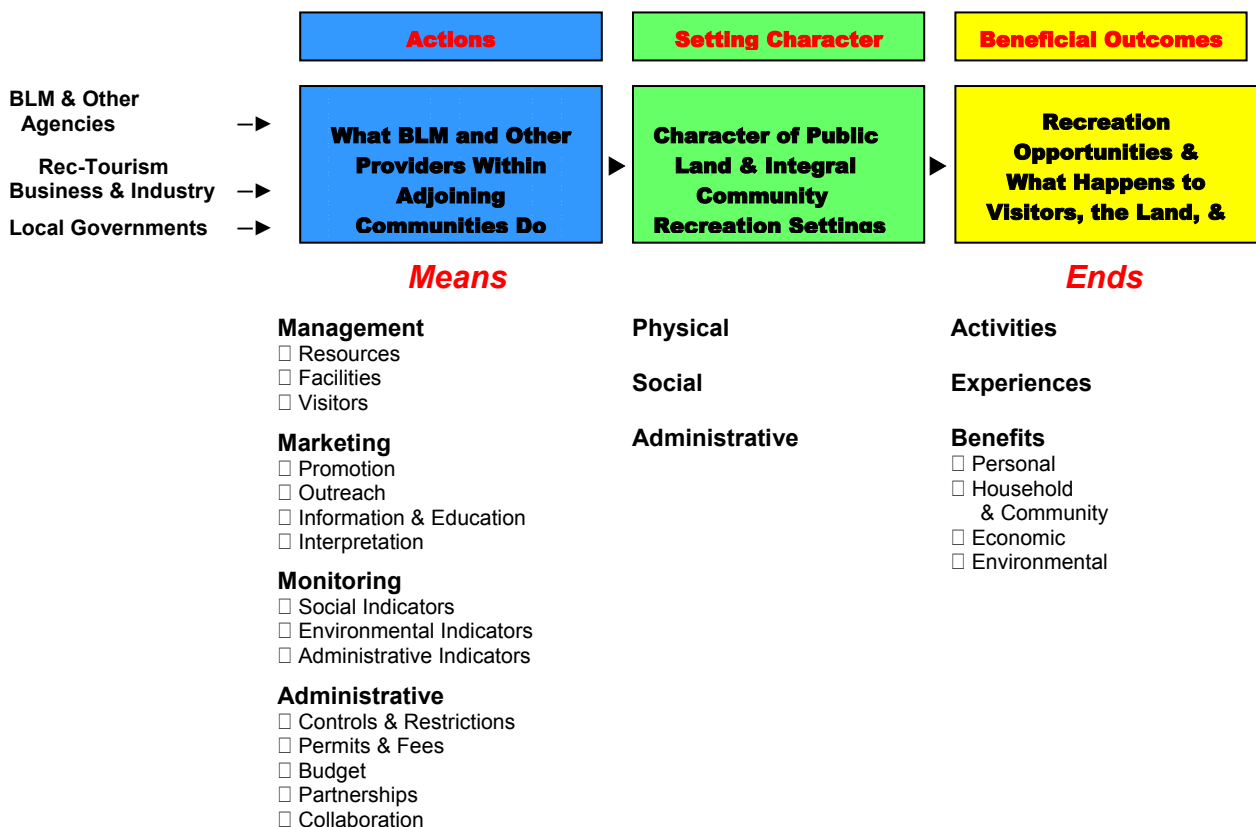 Actions
Setting Character
Beneficial Outcomes
BLM & Other
Agencies
Rec-Tourism
Business & Industry
Local Governments
What BLM and Other
Providers Within
Adjoining
Communities Do
Character of Public
Land & Integral
Community
Recreation Settings
Recreation
Opportunities &
What Happens to
Visitors, the Land, &
Means
Ends
Management
□ Resources
□ Facilities
□ Visitors
Marketing
□ Promotion
□ Outreach
□ Information & Education
□ Interpretation
Monitoring
□ Social Indicators
□ Environmental Indicators
□ Administrative Indicators
Administrative
□ Controls & Restrictions
□ Permits & Fees
□ Budget
□ Partnerships
□ Collaboration
Physical
Social
Administrative
Activities
Experiences
Benefits
□ Personal
□ Household
& Community
□ Economic
□ Environmental